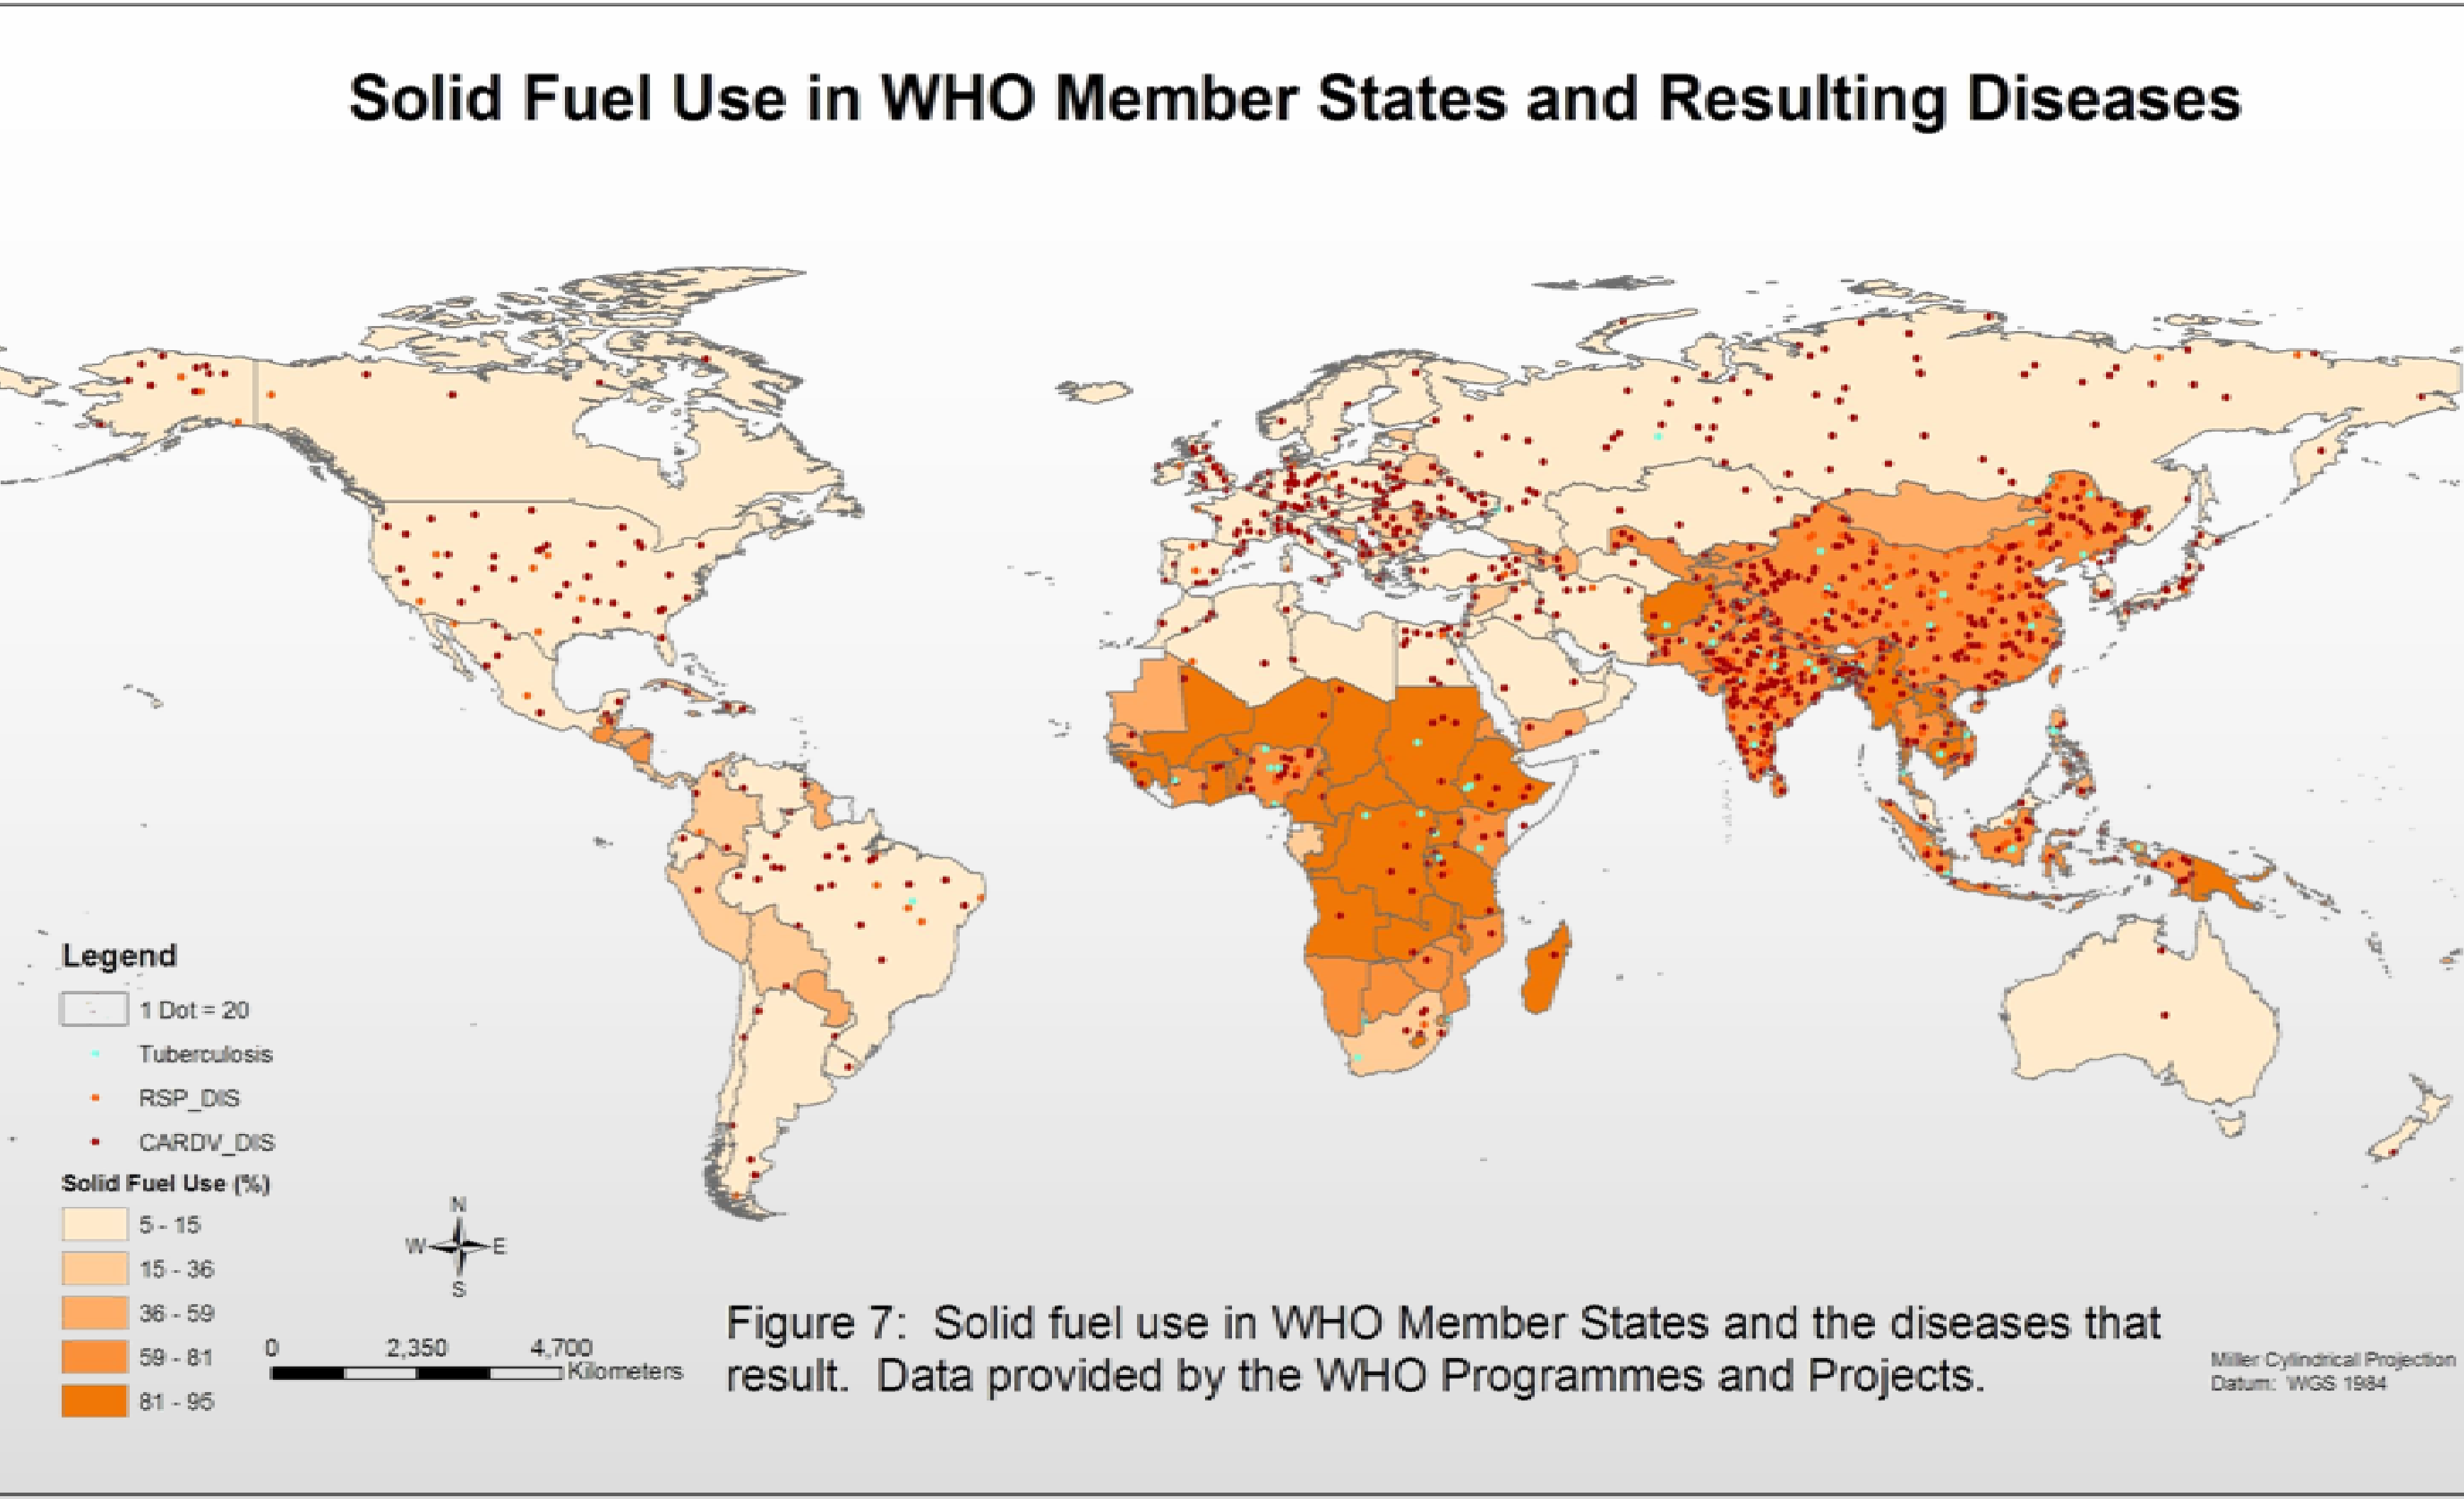 Solid Fuel Use in WHO Member States and Resulting Diseases
Legend
1 Dot = 20
Tuberculosis
RSP_DIS
CARDV_DIS
Solid Fuel Use (%)
5 - 15
15 - 36
36 - 59
59 - 81
81 - 95
N
W E
S
0 2,350 4,700
Kilometers
Figure 7: Solid fuel use in WHO Member States and the diseases that
result. Data provided by the WHO Programmes and Projects.
Miller Cylindrical Projection
Datum: WGS 1984